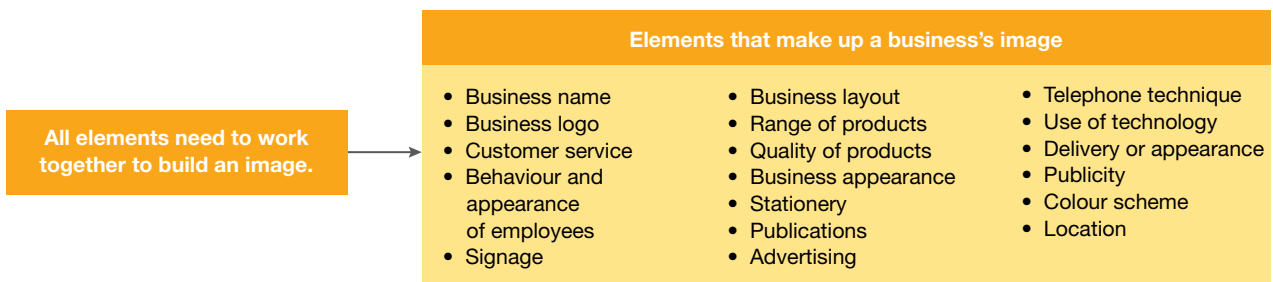 All elements need to work
together to build an image.
Elements that make up a business's image
• Business name
• Business logo
• Customer service
• Behaviour and
appearance
of employees
• Signage
• Business layout
• Range of products
• Quality of products
• Business appearance
• Stationery
• Publications
• Advertising
• Telephone technique
• Use of technology
• Delivery or appearance
• Publicity
• Colour scheme
• Location